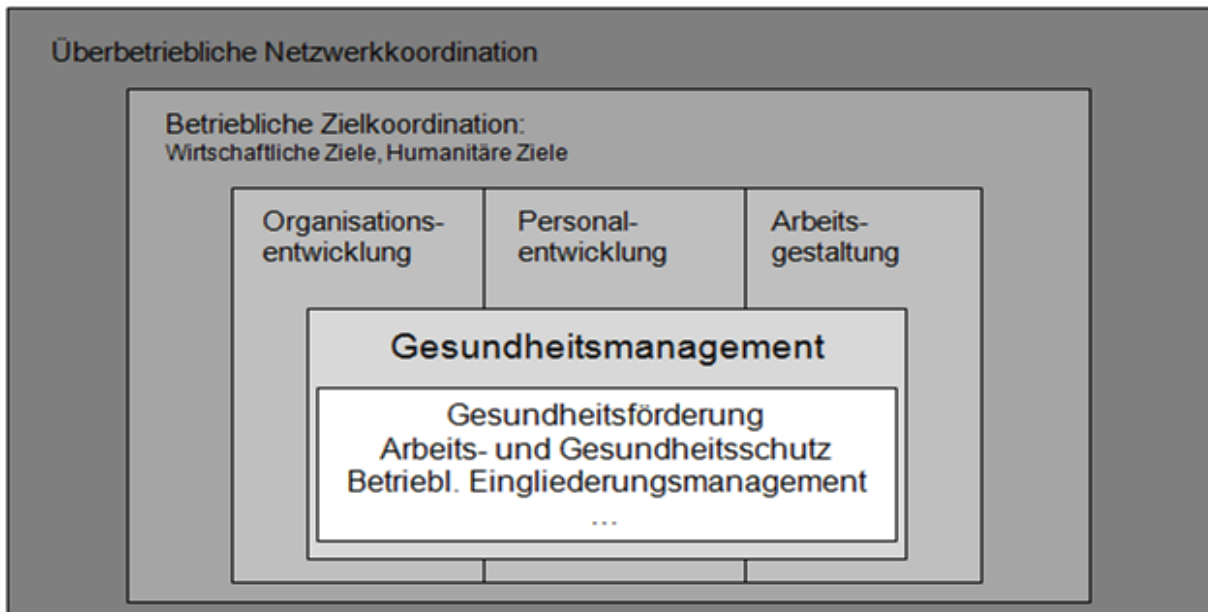 Überbetriebliche Netzwerkkoordination
Betriebliche Zielkoordination:
Wirtschaftliche Ziele, Humanitäre Ziele
Organisations-
entwicklung
Personal-
entwicklung
Arbeits-
gestaltung
Gesundheitsmanagement
Gesundheitsförderung
Arbeits- und Gesundheitsschutz
Betriebl. Eingliederungsmanagement
...